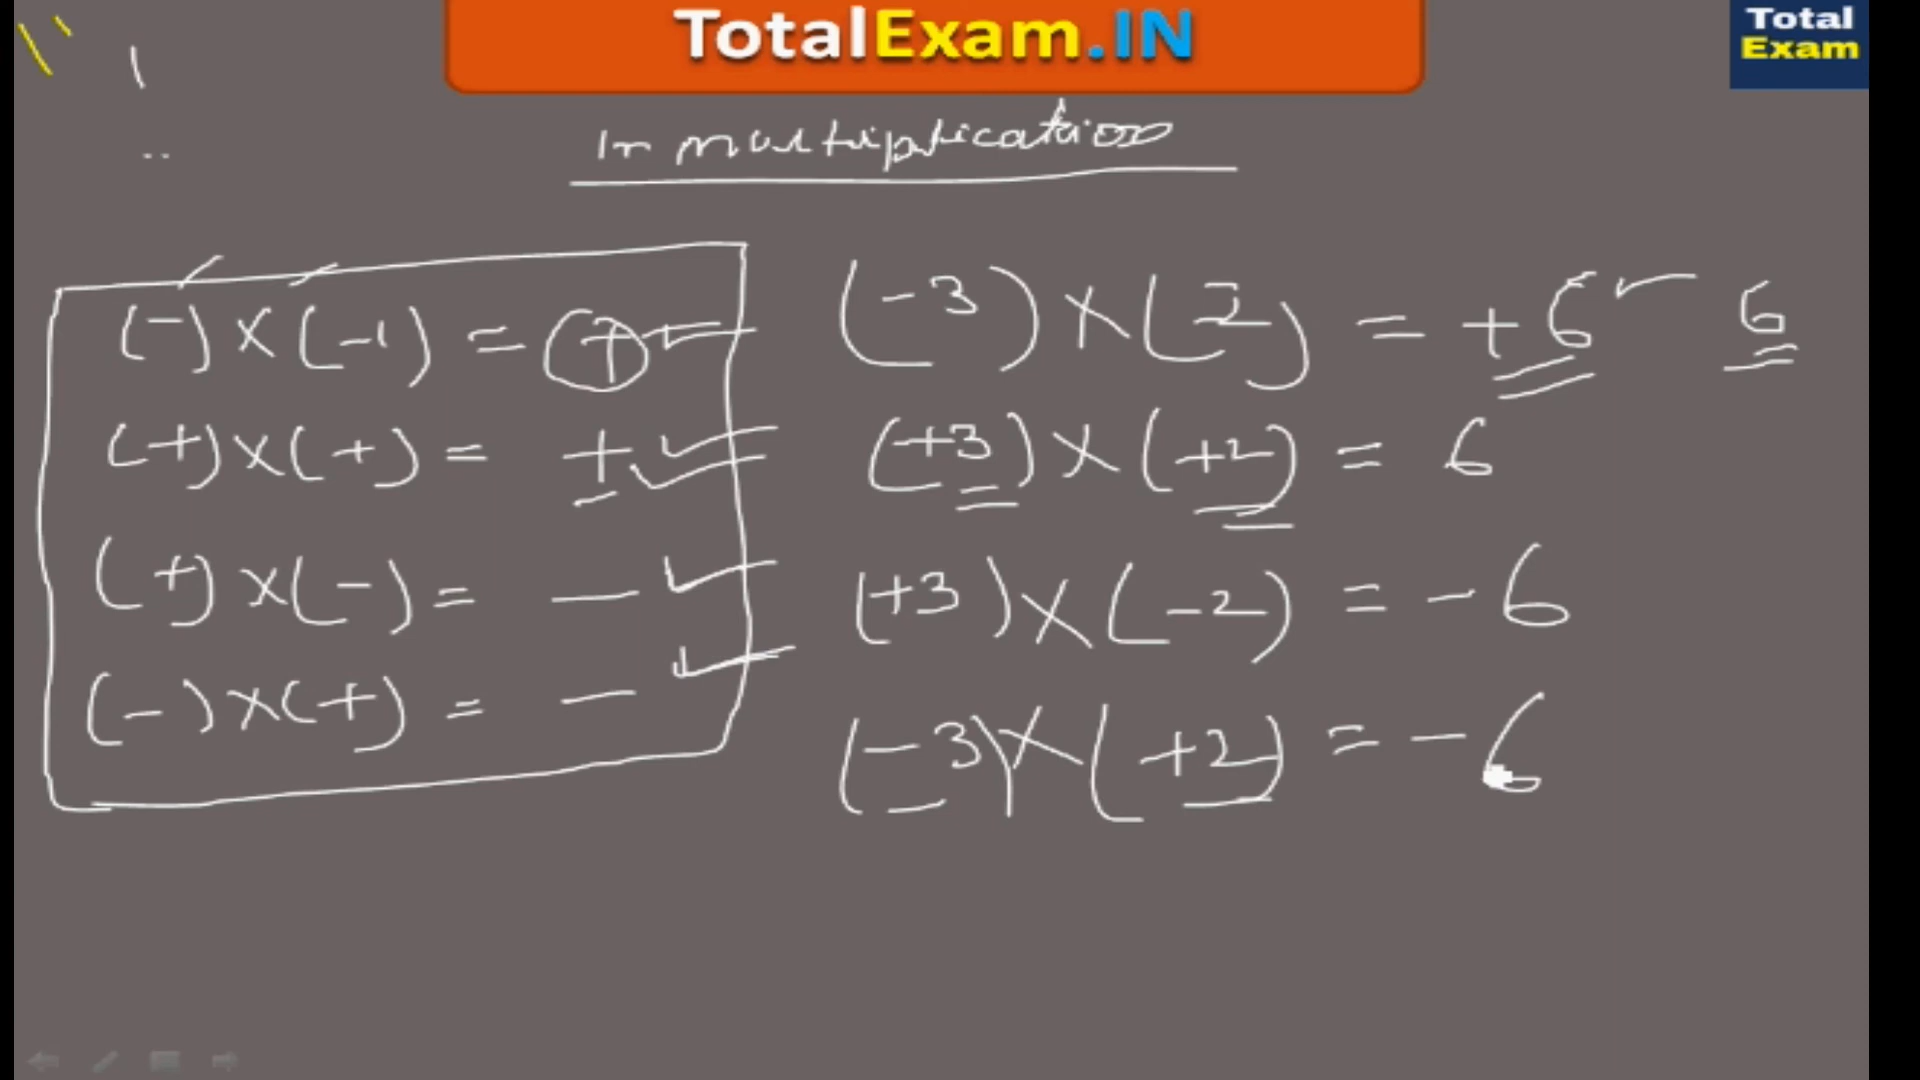 TotalExam.IN
Total
Exam
In multiplication
(-) × (-1) = +
(+) × (+) = +
(+) × (-) = -
(-) × (+) = -
(-3) × (2) = +6 6
(+3) × (+2) = 6
(+3) × (-2) = -6
(-3) × (+2) = -6